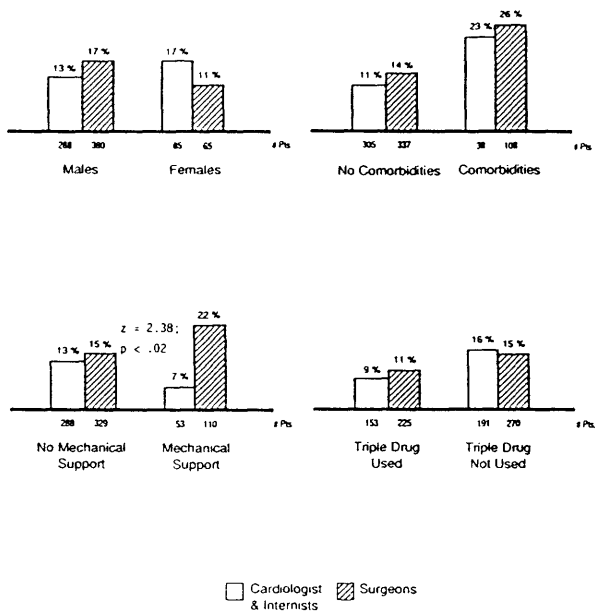 13 %
17 %
17 %
11 %
268
380
85
65
# Pts
Males
Females
11 %
14 %
23 %
26 %
305
337
38
108
# Pts
No Comorbidities
Comorbidities
13 %
15 %
z = 2.38;
p < .02
7 %
22 %
288
329
53
110
# Pts
No Mechanical
Support
Mechanical
Support
9 %
11 %
16 %
15 %
153
225
191
270
# Pts.
Triple Drug
Used
Triple Drug
Not Used
Cardiologist
& Internists
Surgeons